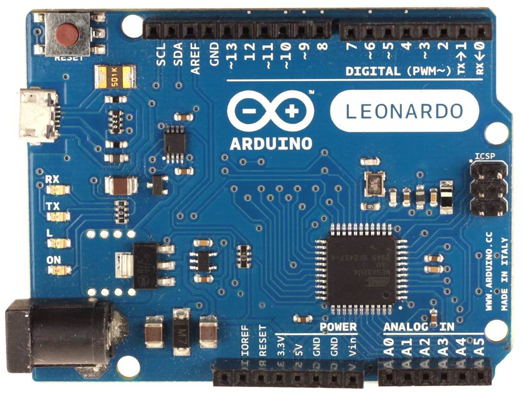 RESET
SCL
SDA
AREF
GND
~13
12
~11
~10
~9
8
7
~6
~5
4
~3
2
TX→1
RX←0
DIGITAL (PWM~)
501K
ARDUINO
™
LEONARDO
ICSP
RX
TX
L
ON
WWW.ARDUINO.CC
MADE IN ITALY
POWER
ANALOG IN
IOREF
RESET
3.3V
5V
GND
GND
Vin
A0
A1
A2
A3
A4
A5